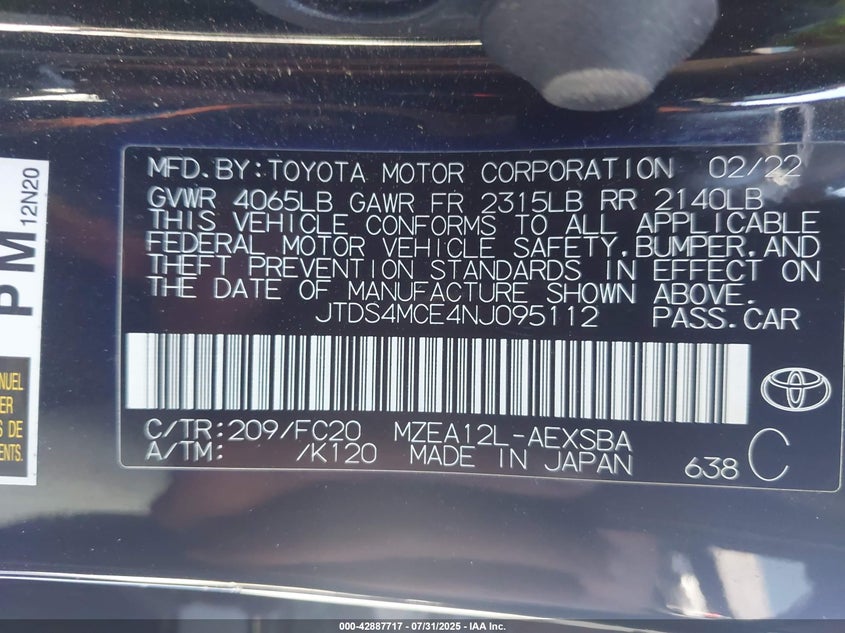 MFD.BY:TOYOTA MOTOR CORPORATION 02/22
GVWR 4065LB GAWR FR 2315LB RR 2140LB
THIS VEHICLE CONFORMS TO ALL APPLICABLE
FEDERAL MOTOR VEHICLE SAFETY,BUMPER,AND
THEFT PREVENTION STANDARDS IN EFFECT ON
THE DATE OF MANUFACTURE SHOWN ABOVE.
JTDS4MCE4NJ095112 PASS.CAR
C/TR:209/FC20 MZEA12L-AEXSBA
A/TM: /K120 MADE IN JAPAN 638 C
PM
12N20
NUEL
ER
S DE
ENTS.
000-42887717 - 07/31/2025 - IAA Inc.